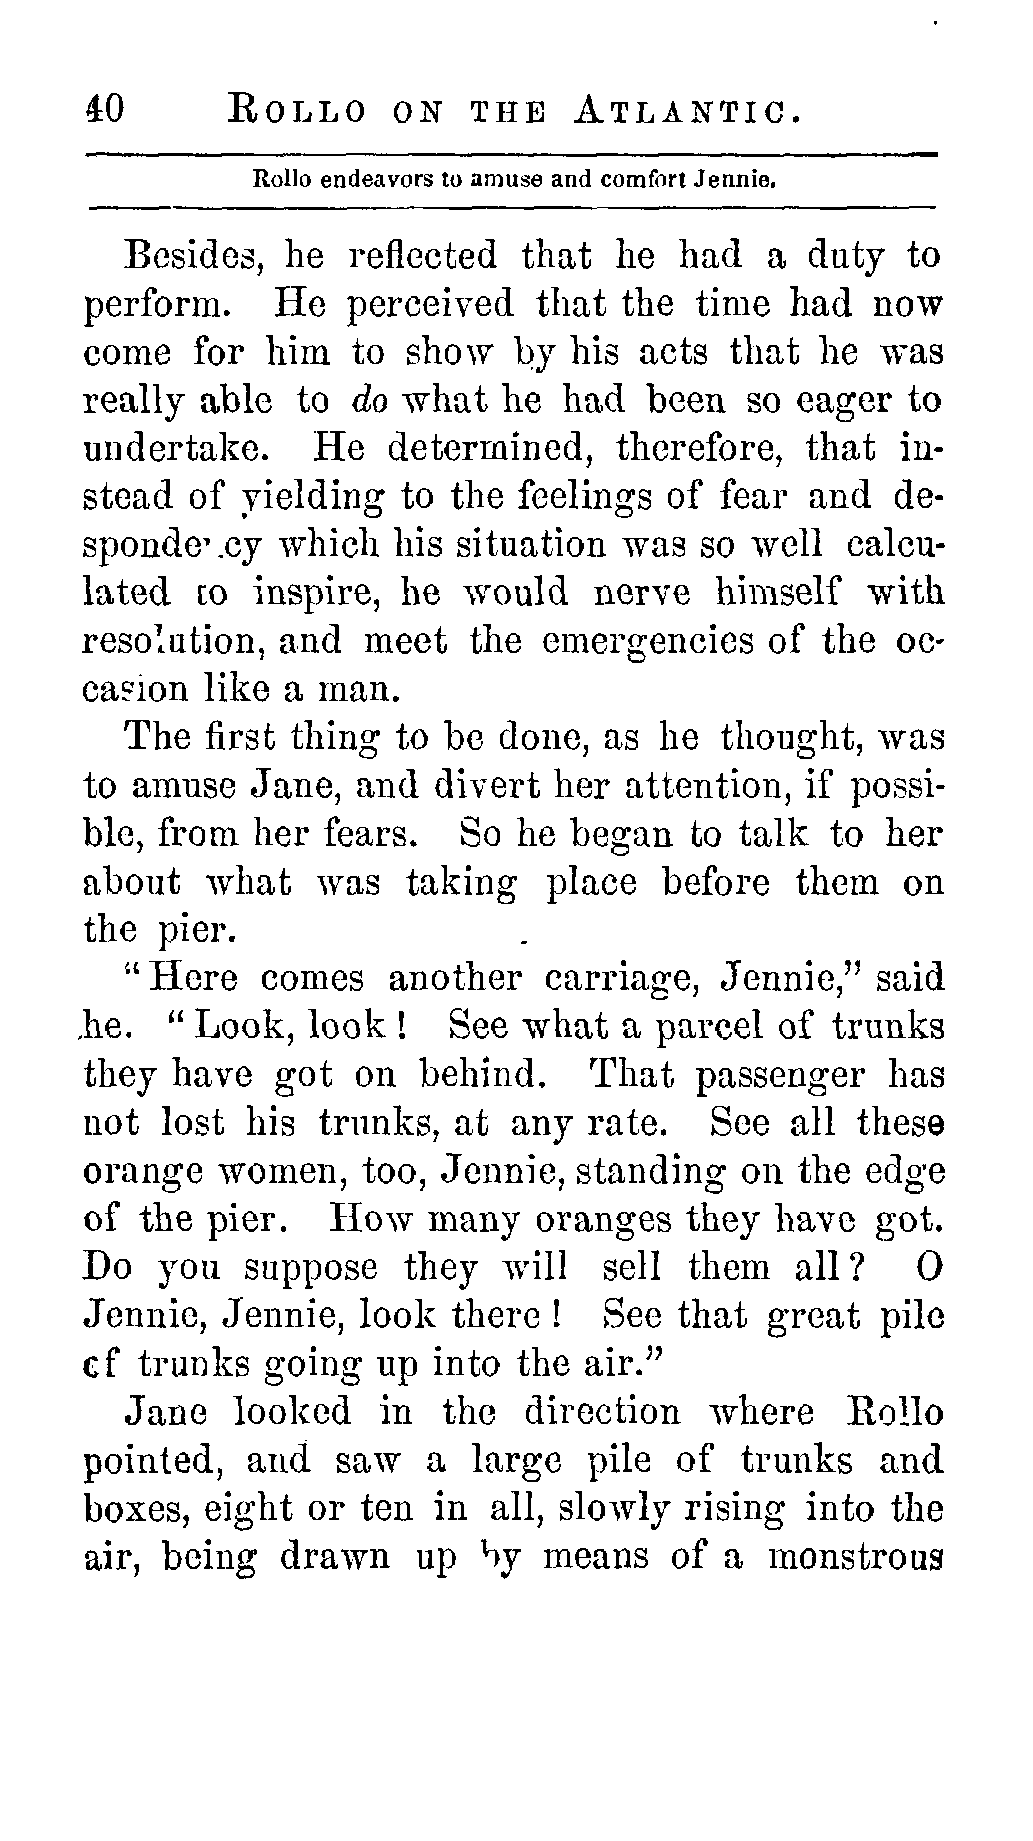 40 ROLLO ON THE ATLANTIC.
Rollo endeavors to amuse and comfort Jennie.
Besides, he reflected that he had a duty to
perform. He perceived that the time had now
come for him to show by his acts that he was
really able to do what he had been so eager to
undertake. He determined, therefore, that in-
stead of yielding to the feelings of fear and de-
spondency which his situation was so well calcu-
lated to inspire, he would nerve himself with
resolution, and meet the emergencies of the oc-
casion like a man.
The first thing to be done, as he thought, was
to amuse Jane, and divert her attention, if possi-
ble, from her fears. So he began to talk to her
about what was taking place before them on
the pier.
“Here comes another carriage, Jennie,” said
he. “Look, look! See what a parcel of trunks
they have got on behind. That passenger has
not lost his trunks, at any rate. See all these
orange women, too, Jennie, standing on the edge
of the pier. How many oranges they have got.
Do you suppose they will sell them all? O
Jennie, Jennie, look there! See that great pile
of trunks going up into the air.”
Jane looked in the direction where Rollo
pointed, and saw a large pile of trunks and
boxes, eight or ten in all, slowly rising into the
air, being drawn up by means of a monstrous